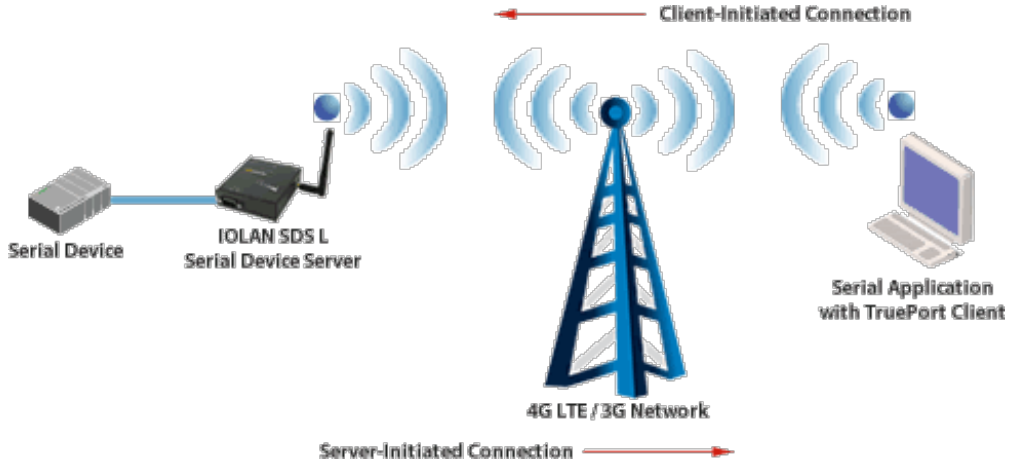 Client-Initiated Connection
Serial Device
IOLAN SDS L
Serial Device Server
Serial Application
with TruePort Client
4G LTE / 3G Network
Server-Initiated Connection